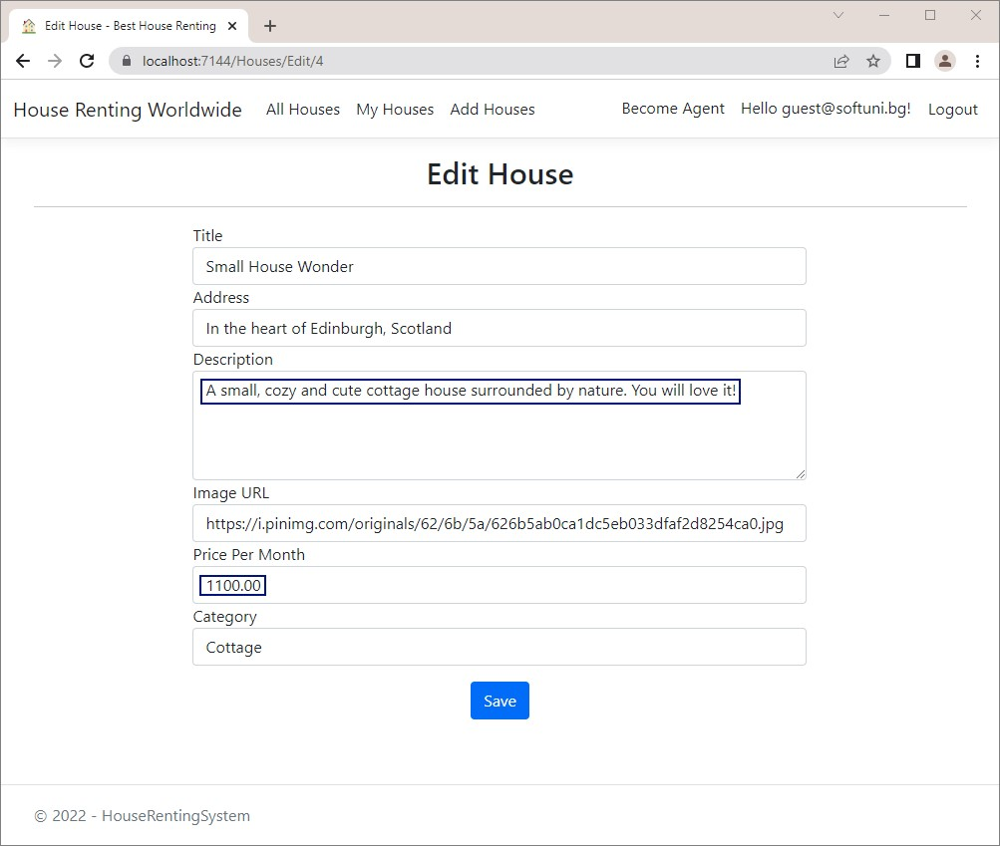 Edit House - Best House Renting
localhost:7144/Houses/Edit/4
House Renting Worldwide All Houses My Houses Add Houses Become Agent Hello guest@softuni.bg! Logout
Edit House
Title
Small House Wonder
Address
In the heart of Edinburgh, Scotland
Description
A small, cozy and cute cottage house surrounded by nature. You will love it!
Image URL
https://i.pinimg.com/originals/62/6b/5a/626b5ab0ca1dc5eb033dfaf2d8254ca0.jpg
Price Per Month
1100.00
Category
Cottage
Save
© 2022 - HouseRentingSystem